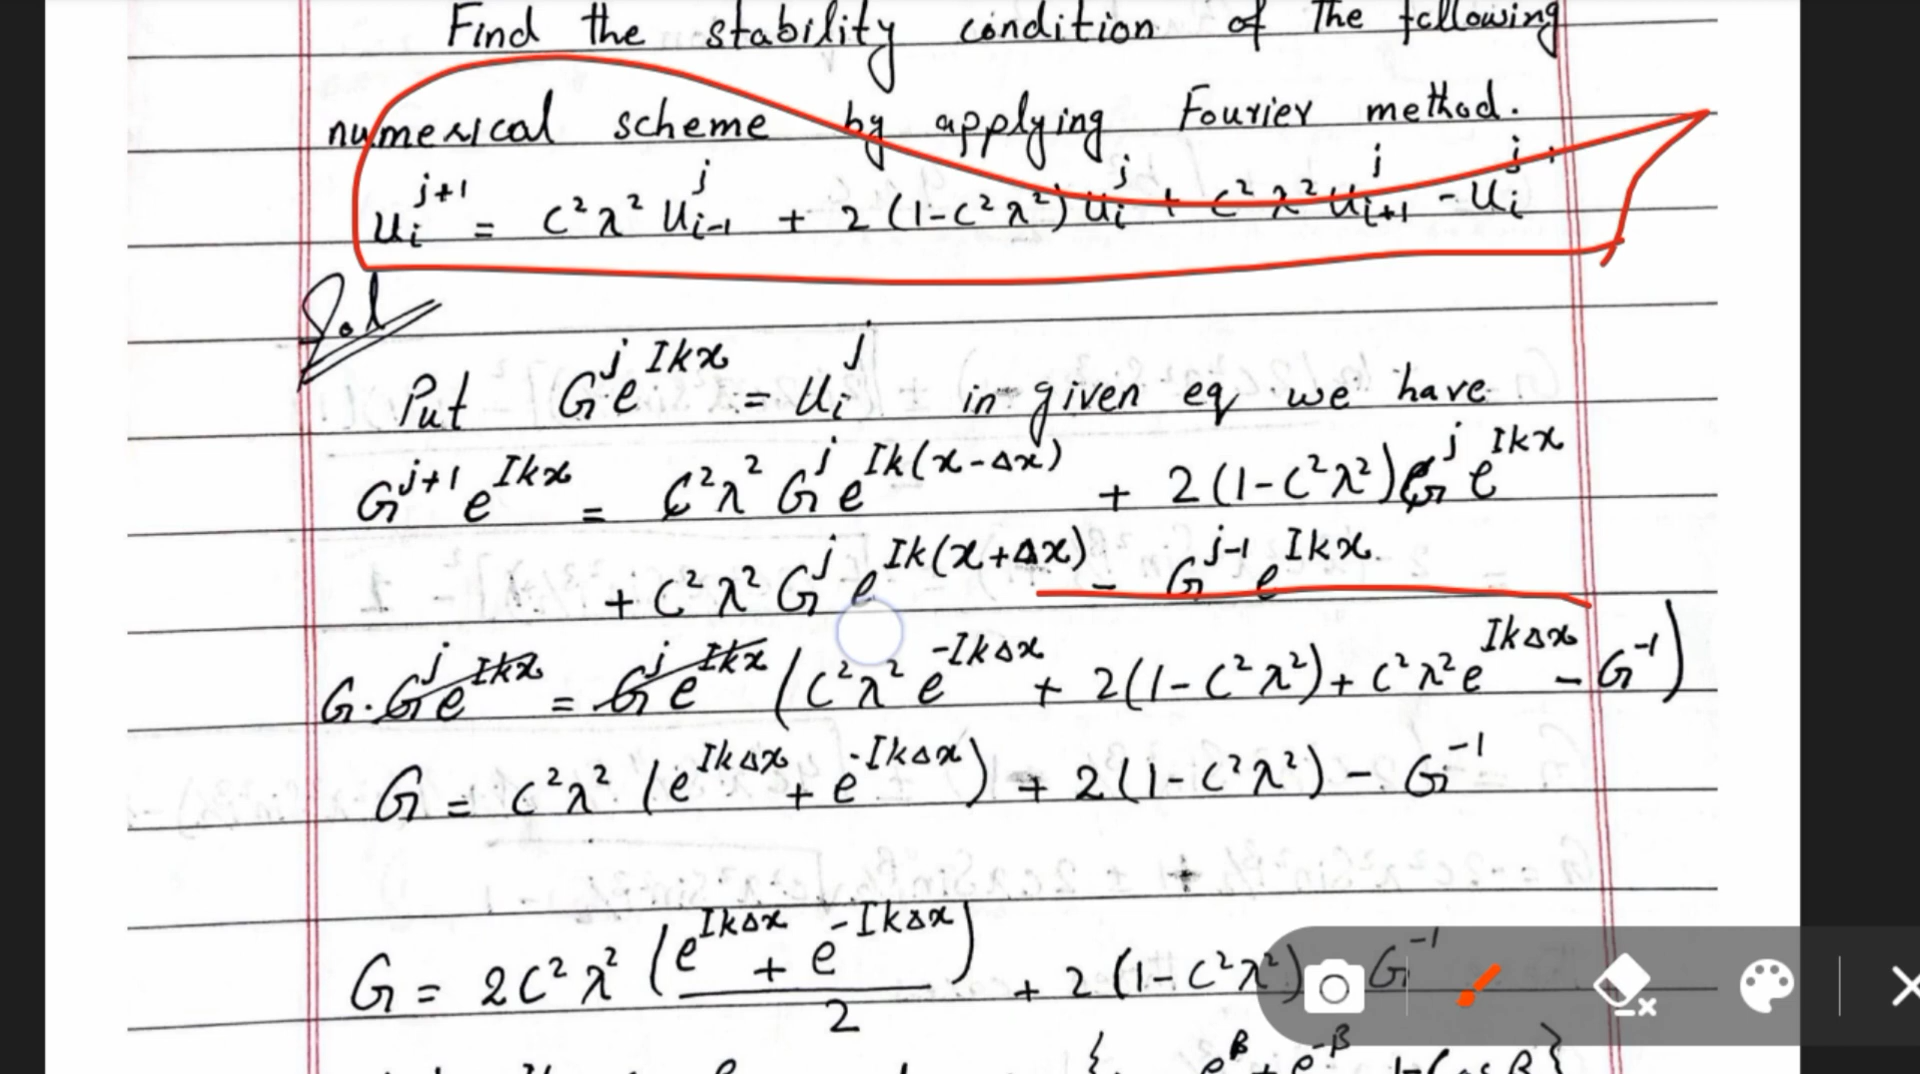 Find the stability condition of The following
numerical scheme by applying Fourier method.
u_i^{j+1} = c²λ² u_{i-1}^j + 2(1-c²λ²) u_i^j + c²λ² u_{i+1}^j - u_i^j
Sol
Put G^j e^{Ikx} = u_i^j in given eq we have
G^{j+1} e^{Ikx} = c²λ² G^j e^{Ik(x-Δx)} + 2(1-c²λ²) G^j e^{Ikx}
+ c²λ² G^j e^{Ik(x+Δx)} - G^{j-1} e^{Ikx}
G.G^j e^{Ikx} = G^j e^{Ikx} (c²λ² e^{-IkΔx} + 2(1-c²λ²) + c²λ² e^{IkΔx} - G^{-1})
G = c²λ² (e^{IkΔx} + e^{-IkΔx}) + 2(1-c²λ²) - G^{-1}
G = 2c²λ² ((e^{IkΔx} + e^{-IkΔx})/2) + 2(1-c²λ²) G^{-1}